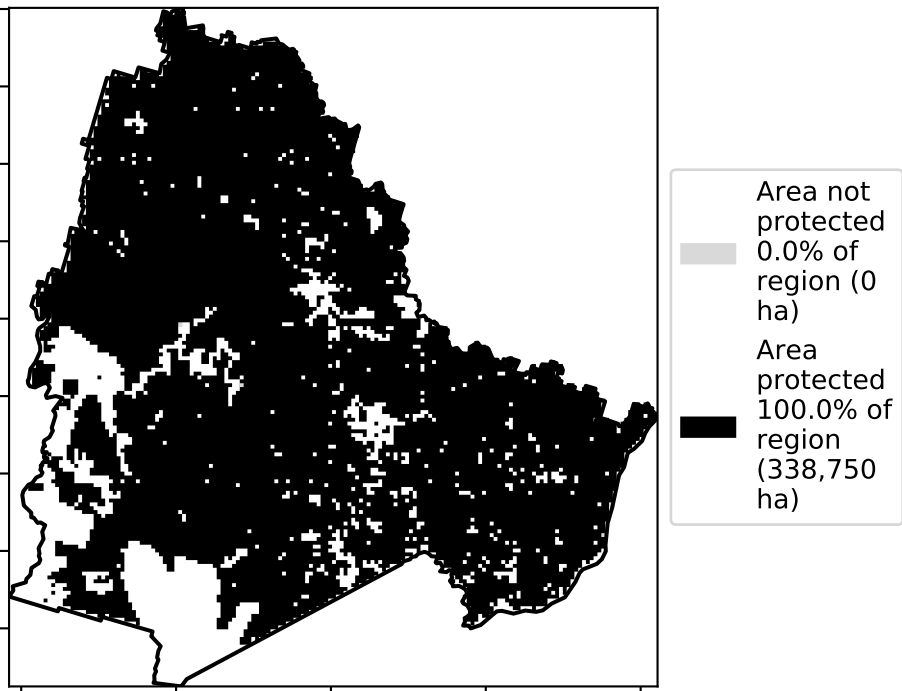 Area not
protected
0.0% of
region (0
ha)
Area
protected
100.0% of
region
(338,750
ha)